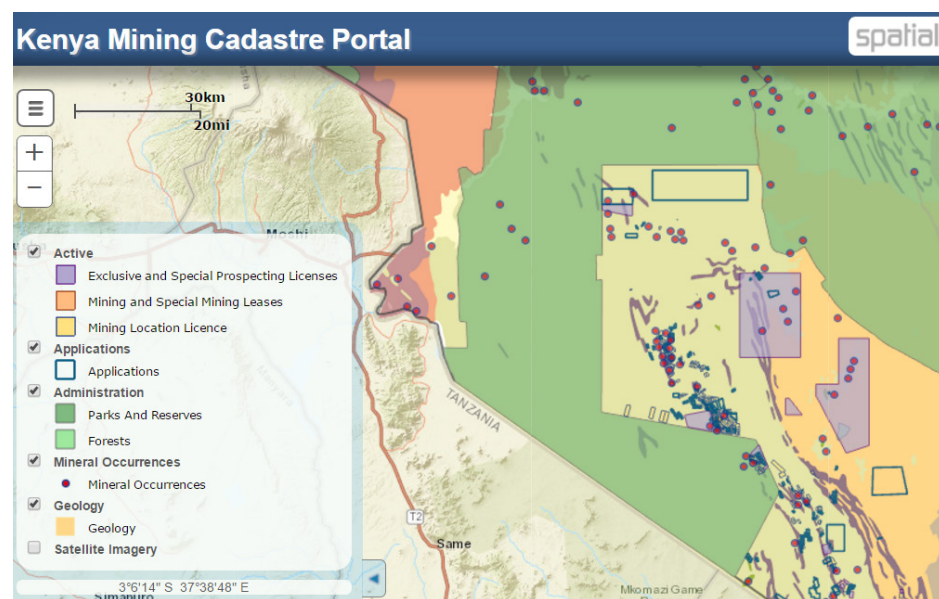 Kenya Mining Cadastre Portal
spatial
30km
20mi
+
−
Moshi
Active
Exclusive and Special Prospecting Licenses
Mining and Special Mining Leases
Mining Location Licence
Applications
Applications
Administration
Parks And Reserves
Forests
Mineral Occurrences
Mineral Occurrences
Geology
Geology
Satellite Imagery
3°6'14" S 37°38'48" E
TANZANIA
T2
Same
Mkomazi Game